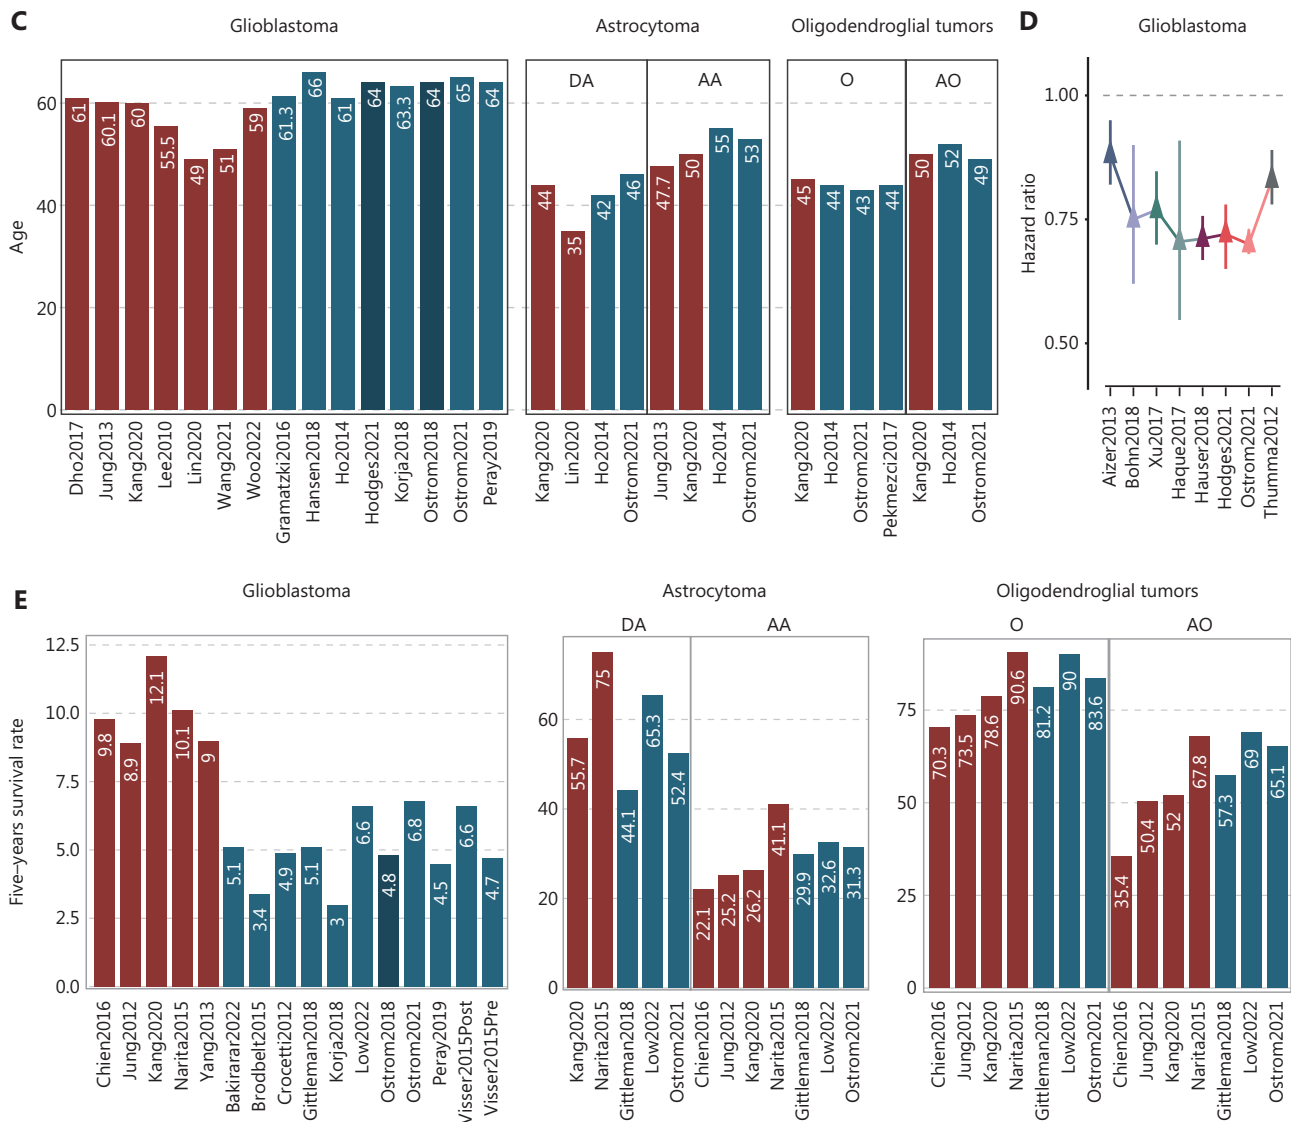 C
Glioblastoma
Astrocytoma
Oligodendroglial tumors
DA
AA
O
AO
Age
60
40
20
0
61
60.1
60
55.5
49
51
59
61.3
66
61
64
63.3
64
65
64
44
35
42
46
47.7
50
55
53
45
44
43
44
50
52
49
Dho2017
Jung2013
Kang2020
Lee2010
Lin2020
Wang2021
Woo2022
Gramatzki2016
Hansen2018
Ho2014
Hodges2021
Korja2018
Ostrom2018
Ostrom2021
Peray2019
Kang2020
Lin2020
Ho2014
Ostrom2021
Jung2013
Kang2020
Ho2014
Ostrom2021
Kang2020
Ho2014
Ostrom2021
Pekmezci2017
Kang2020
Ho2014
Ostrom2021
D
Glioblastoma
Hazard ratio
1.00
0.75
0.50
Aizer2013
Bohn2018
Xu2017
Haque2017
Hauser2018
Hodges2021
Ostrom2021
Thumma2012
E
Glioblastoma
Astrocytoma
Oligodendroglial tumors
DA
AA
O
AO
Five–years survival rate
12.5
10.0
7.5
5.0
2.5
0.0
9.8
8.9
12.1
10.1
9
5.1
3.4
4.9
5.1
3
6.6
4.8
6.8
4.5
6.6
4.7
Chien2016
Jung2012
Kang2020
Narita2015
Yang2013
Bakirarar2022
Brodbelt2015
Crocetti2012
Gittleman2018
Korja2018
Low2022
Ostrom2018
Ostrom2021
Peray2019
Visser2015Post
Visser2015Pre
60
40
20
0
55.7
75
44.1
65.3
52.4
22.1
25.2
26.2
41.1
29.9
32.6
31.3
Kang2020
Narita2015
Gittleman2018
Low2022
Ostrom2021
Chien2016
Jung2012
Kang2020
Narita2015
Gittleman2018
Low2022
Ostrom2021
75
50
25
0
70.3
73.5
78.6
90.6
81.2
90
83.6
35.4
50.4
52
67.8
57.3
69
65.1
Chien2016
Jung2012
Kang2020
Narita2015
Gittleman2018
Low2022
Ostrom2021
Chien2016
Jung2012
Kang2020
Narita2015
Gittleman2018
Low2022
Ostrom2021